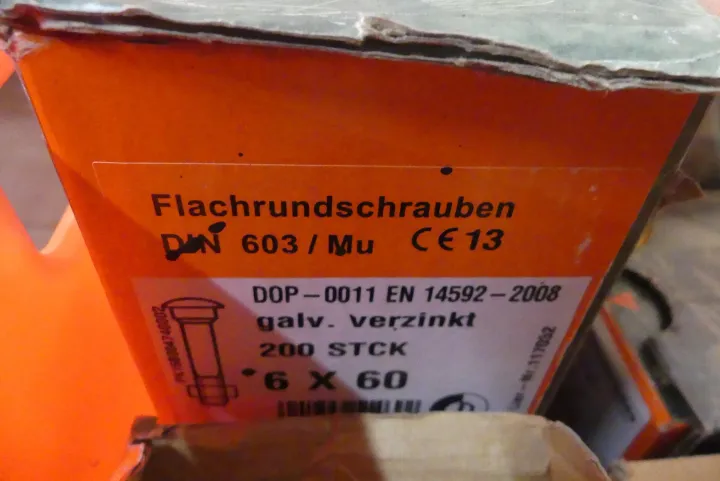 Flachrundschrauben
DIN 603 / Mu CE 13
DOP-0011 EN 14592-2008
galv. verzinkt
200 STCK
6 X 60